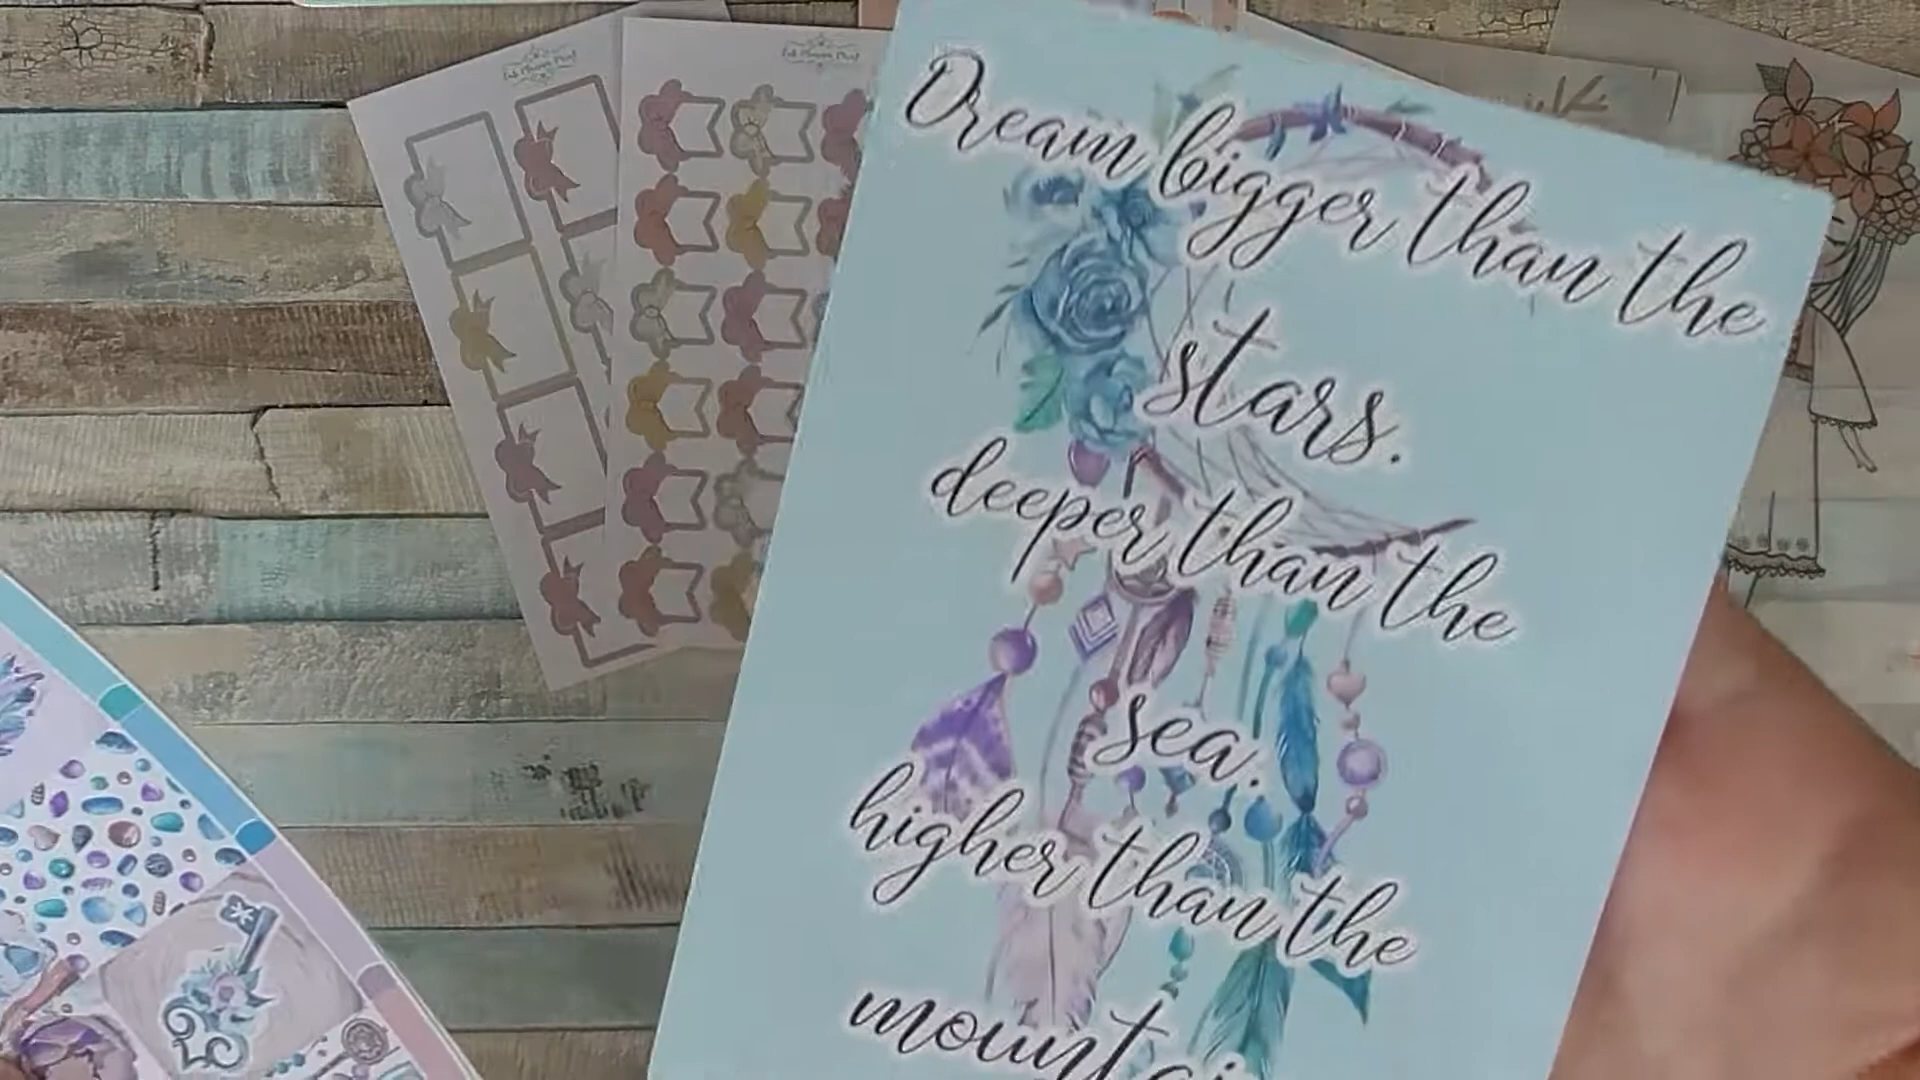 Dream bigger than the
stars.
deeper than the
sea.
higher than the